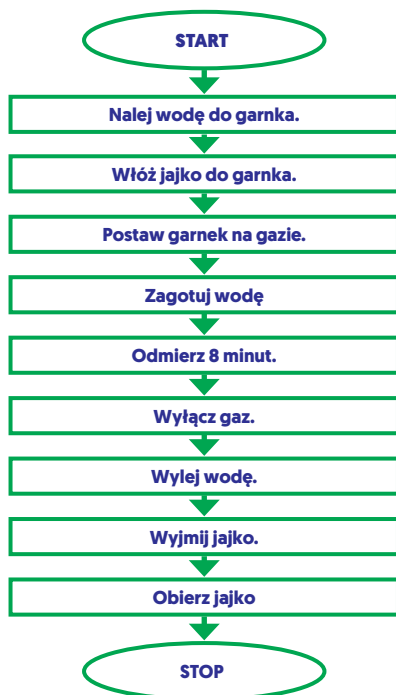 START
Nalej wodę do garnka.
Włóż jajko do garnka.
Postaw garnek na gazie.
Zagotuj wodę
Odmierz 8 minut.
Wyłącz gaz.
Wylej wodę.
Wyjmij jajko.
Obierz jajko
STOP